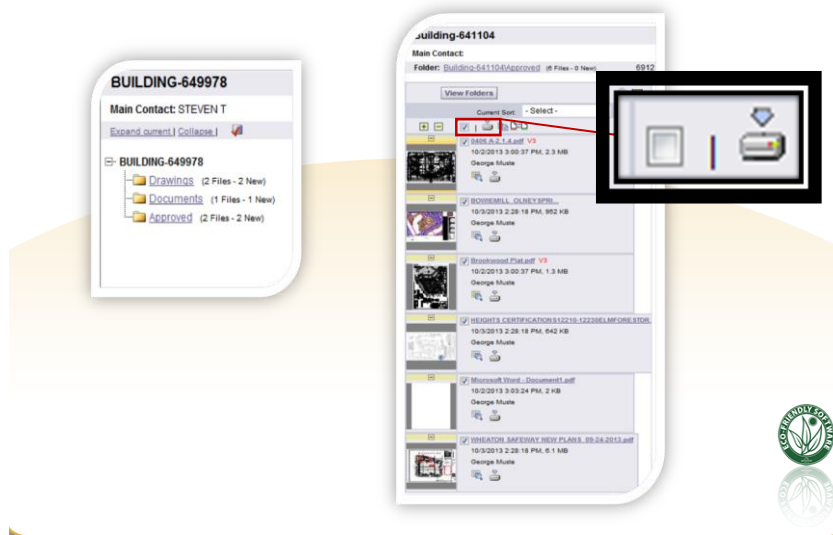 BUILDING-649978
Main Contact: STEVEN T
Expand current | Collapse |
BUILDING-649978
Drawings (2 Files - 2 New)
Documents (1 Files - 1 New)
Approved (2 Files - 2 New)
Building-641104
Main Contact:
Folder: Building-641104\Approved (6 Files - 0 New) 6912
View Folders
Current Sort: - Select -
0406.A-2.1.4.pdf V3
10/2/2013 3:00:37 PM, 2.3 MB
George Muste
BOWIEMILL_OLNEYSPRI...
10/3/2013 2:28:18 PM, 952 KB
George Muste
Brookwood Plat.pdf V3
10/2/2013 3:00:37 PM, 1.3 MB
George Muste
HEIGHTS CERTIFICATIONS12210-12238ELMFORESTDR.
10/3/2013 2:28:18 PM, 642 KB
George Muste
Microsoft Word - Document1.pdf
10/2/2013 3:03:24 PM, 2 KB
George Muste
WHEATON SAFEWAY NEW PLANS_09-24-2013.pdf
10/3/2013 2:28:18 PM, 6.1 MB
George Muste
ECO-FRIENDLY SOFTWARE